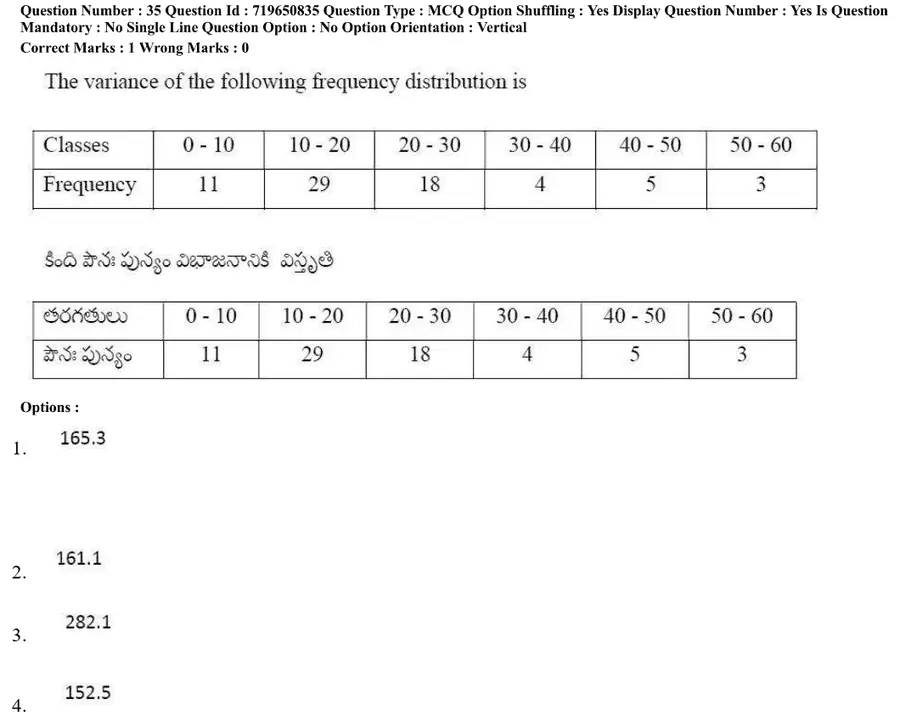 Question Number : 35 Question Id : 719650835 Question Type : MCQ Option Shuffling : Yes Display Question Number : Yes Is Question
Mandatory : No Single Line Question Option : No Option Orientation : Vertical
Correct Marks : 1 Wrong Marks : 0
The variance of the following frequency distribution is
Classes 0 - 10 10 - 20 20 - 30 30 - 40 40 - 50 50 - 60
Frequency 11 29 18 4 5 3
కింది పౌనః పున్యం విభాజనానికి విస్తృతి
తరగతులు 0 - 10 10 - 20 20 - 30 30 - 40 40 - 50 50 - 60
పౌనః పున్యం 11 29 18 4 5 3
Options :
1. 165.3
2. 161.1
3. 282.1
4. 152.5